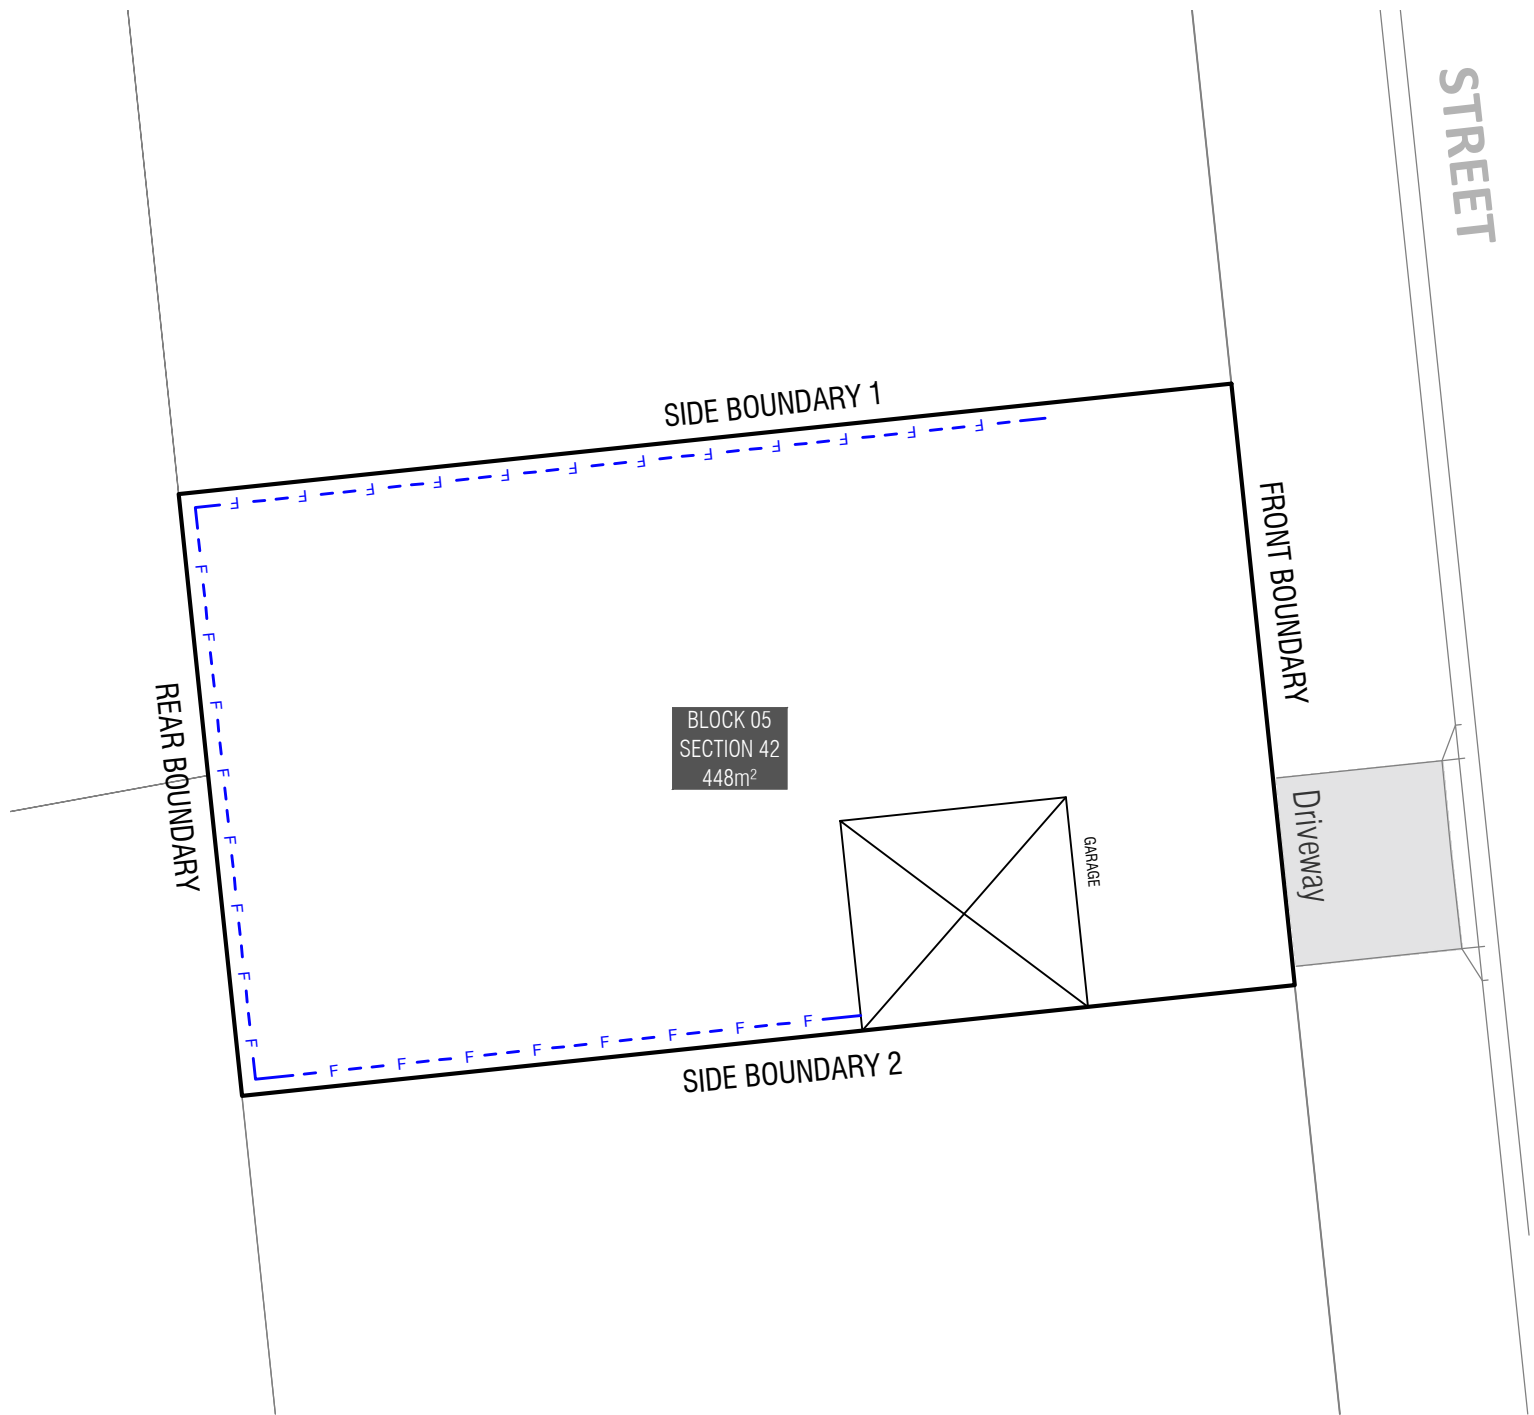 STREET
SIDE BOUNDARY 1
F F F F F F F F F F F F
FRONT BOUNDARY
F F F F F F F F
REAR BOUNDARY
BLOCK 05
SECTION 42
448m²
Driveway
GARAGE
F F F F F F F F
SIDE BOUNDARY 2